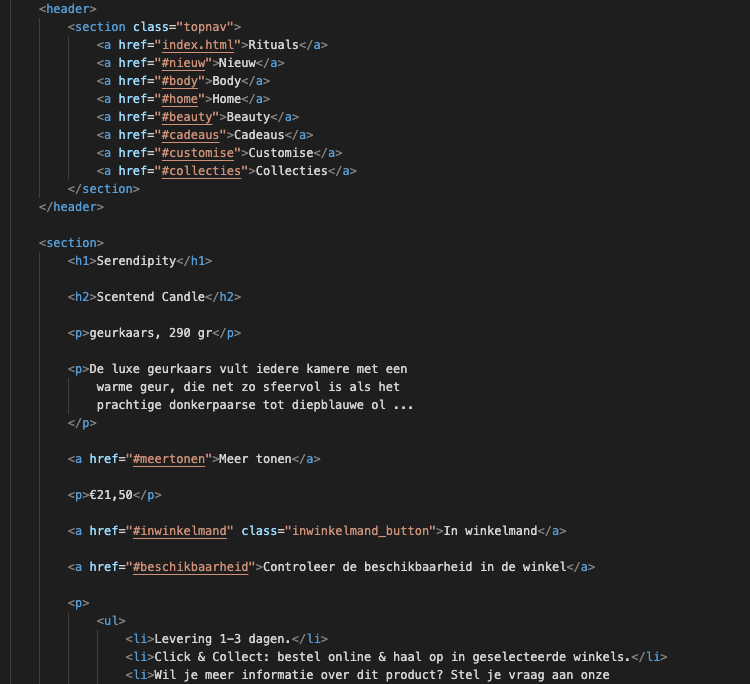 <header>
<section class="topnav">
<a href="index.html">Rituals</a>
<a href="#nieuw">Nieuw</a>
<a href="#body">Body</a>
<a href="#home">Home</a>
<a href="#beauty">Beauty</a>
<a href="#cadeaus">Cadeaus</a>
<a href="#customise">Customise</a>
<a href="#collecties">Collecties</a>
</section>
</header>
<section>
<h1>Serendipity</h1>
<h2>Scentend Candle</h2>
<p>geurkaars, 290 gr</p>
<p>De luxe geurkaars vult iedere kamere met een
warme geur, die net zo sfeervol is als het
prachtige donkerpaarse tot diepblauwe ol ...
</p>
<a href="#meertonen">Meer tonen</a>
<p>€21,50</p>
<a href="#inwinkelmand" class="inwinkelmand_button">In winkelmand</a>
<a href="#beschikbaarheid">Controleer de beschikbaarheid in de winkel</a>
<p>
<ul>
<li>Levering 1-3 dagen.</li>
<li>Click & Collect: bestel online & haal op in geselecteerde winkels.</li>
<li>Wil je meer informatie over dit product? Stel je vraag aan onze